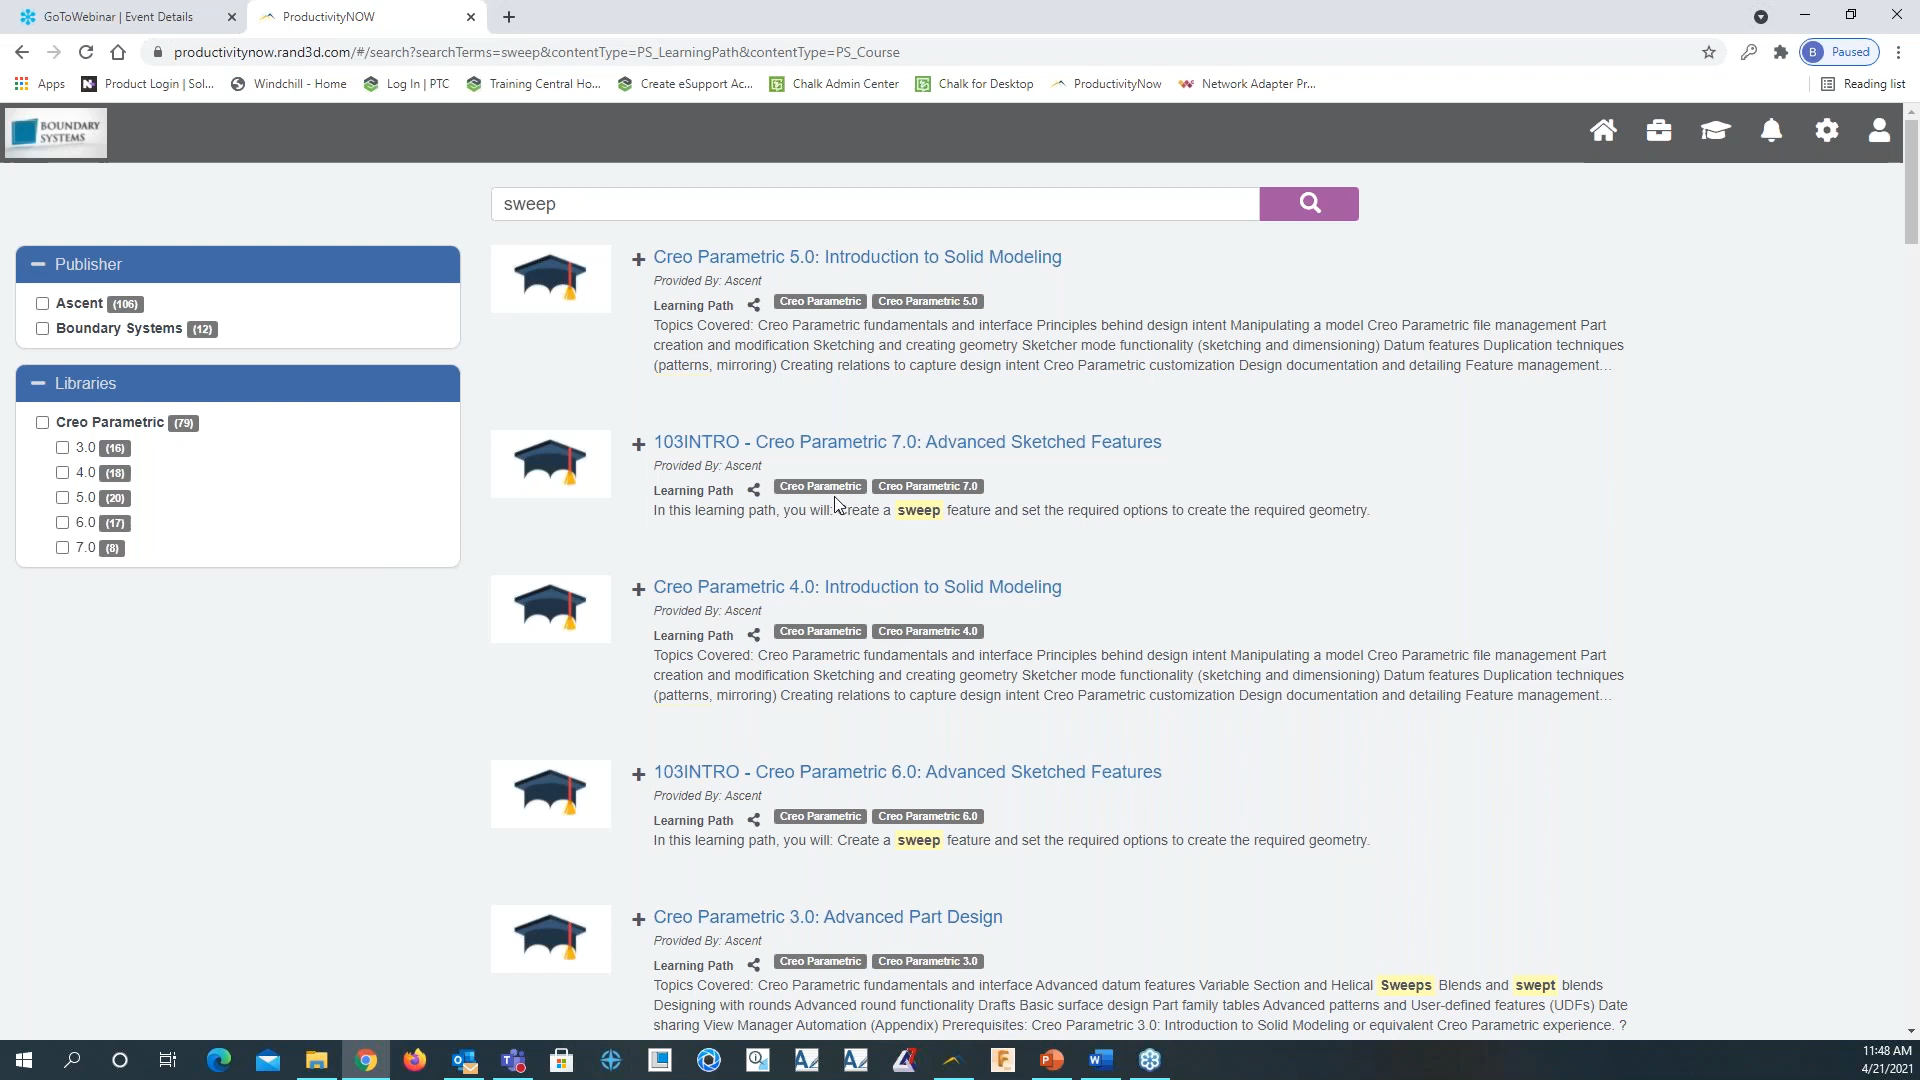 GoToWebinar | Event Details
ProductivityNOW
productivitynow.rand3d.com/#/search?searchTerms=sweep&contentType=PS_LearningPath&contentType=PS_Course
B Paused
Apps
Product Login | Sol...
Windchill - Home
Log In | PTC
Training Central Ho...
Create eSupport Ac...
Chalk Admin Center
Chalk for Desktop
ProductivityNow
Network Adapter Pr...
Reading list
BOUNDARY
SYSTEMS
sweep
Publisher
Ascent (106)
Boundary Systems (12)
Libraries
Creo Parametric (79)
3.0 (16)
4.0 (18)
5.0 (20)
6.0 (17)
7.0 (8)
Creo Parametric 5.0: Introduction to Solid Modeling
Provided By: Ascent
Learning Path Creo Parametric Creo Parametric 5.0
Topics Covered: Creo Parametric fundamentals and interface Principles behind design intent Manipulating a model Creo Parametric file management Part
creation and modification Sketching and creating geometry Sketcher mode functionality (sketching and dimensioning) Datum features Duplication techniques
(patterns, mirroring) Creating relations to capture design intent Creo Parametric customization Design documentation and detailing Feature management...
103INTRO - Creo Parametric 7.0: Advanced Sketched Features
Provided By: Ascent
Learning Path Creo Parametric Creo Parametric 7.0
In this learning path, you will: Create a sweep feature and set the required options to create the required geometry.
Creo Parametric 4.0: Introduction to Solid Modeling
Provided By: Ascent
Learning Path Creo Parametric Creo Parametric 4.0
Topics Covered: Creo Parametric fundamentals and interface Principles behind design intent Manipulating a model Creo Parametric file management Part
creation and modification Sketching and creating geometry Sketcher mode functionality (sketching and dimensioning) Datum features Duplication techniques
(patterns, mirroring) Creating relations to capture design intent Creo Parametric customization Design documentation and detailing Feature management...
103INTRO - Creo Parametric 6.0: Advanced Sketched Features
Provided By: Ascent
Learning Path Creo Parametric Creo Parametric 6.0
In this learning path, you will: Create a sweep feature and set the required options to create the required geometry.
Creo Parametric 3.0: Advanced Part Design
Provided By: Ascent
Learning Path Creo Parametric Creo Parametric 3.0
Topics Covered: Creo Parametric fundamentals and interface Advanced datum features Variable Section and Helical Sweeps Blends and swept blends
Designing with rounds Advanced round functionality Drafts Basic surface design Part family tables Advanced patterns and User-defined features (UDFs) Date
sharing View Manager Automation (Appendix) Prerequisites: Creo Parametric 3.0: Introduction to Solid Modeling or equivalent Creo Parametric experience. ?
11:48 AM
4/21/2021